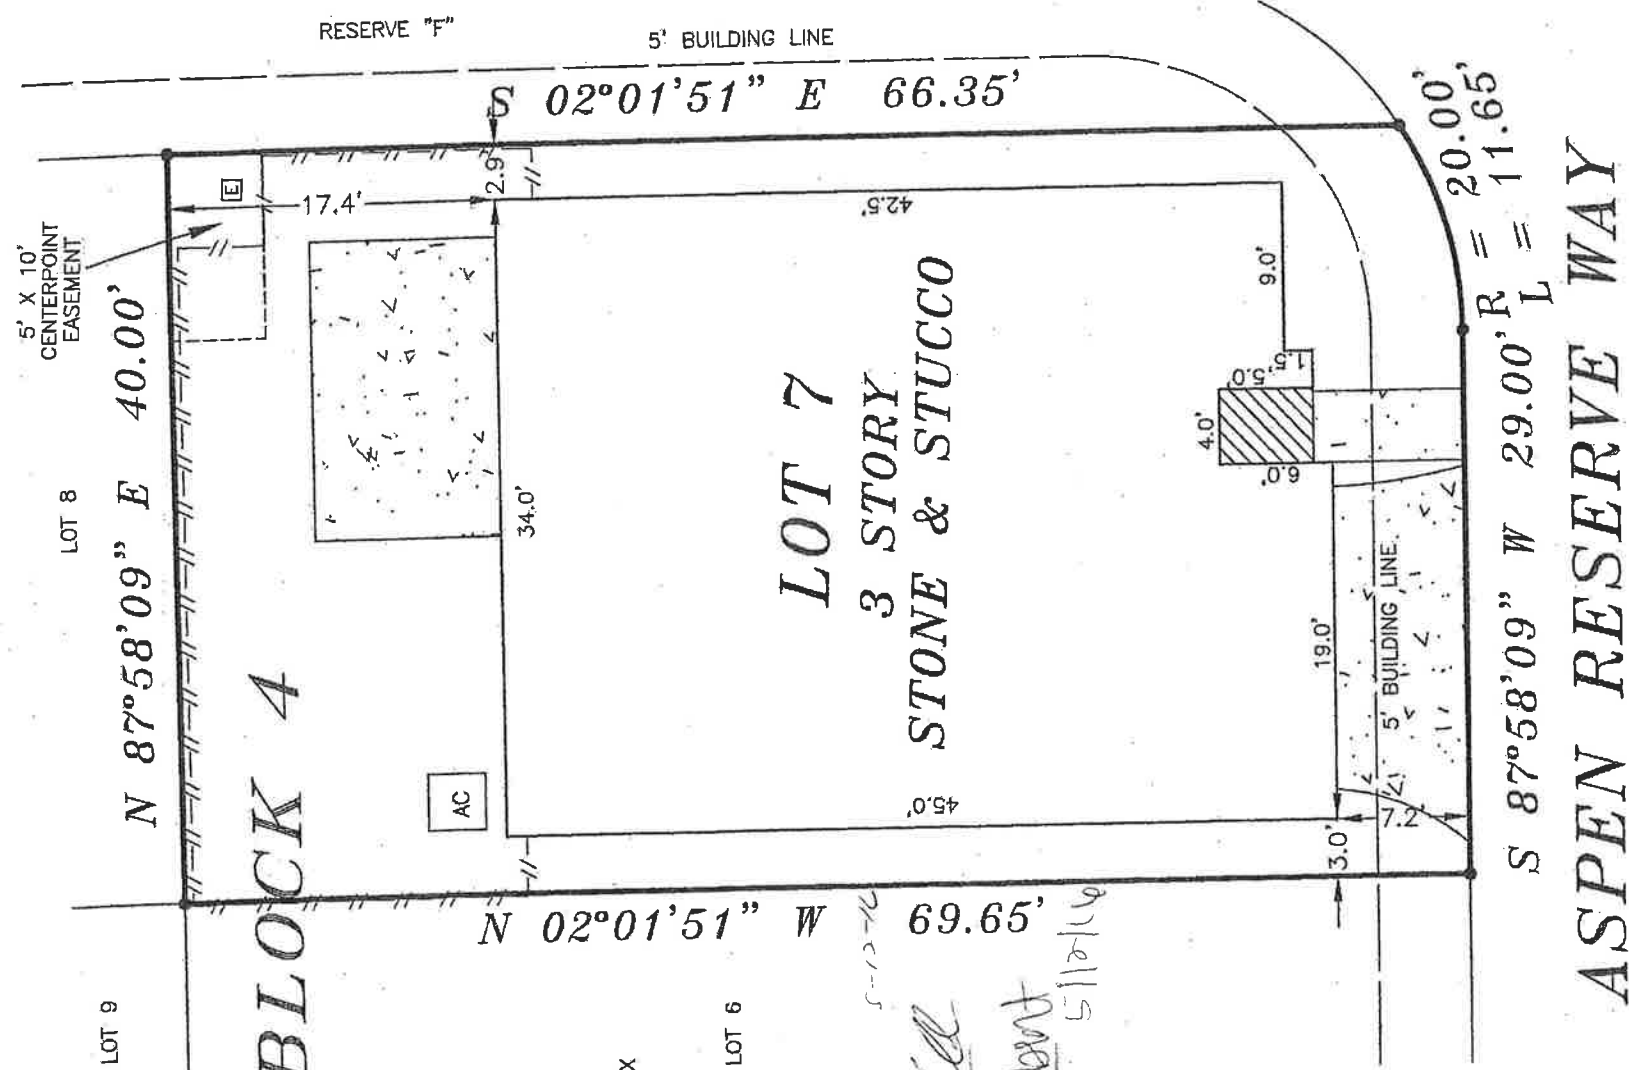 RESERVE "F"
5' BUILDING LINE
S 02°01'51" E 66.35'
5' X 10'
CENTERPOINT
EASEMENT
E
17.4'
2.9'
42.5'
R = 20.00'
L = 11.65'
LOT 8
N 87°58'09" E 40.00'
34.0'
9.0'
1.5'
5.0'
4.0'
6.0'
LOT 7
3 STORY
STONE & STUCCO
19.0'
5' BUILDING LINE
AC
45.0'
3.0'
7.2'
S 87°58'09" W 29.00'
ASPEN RESERVE WAY
BLOCK 4
N 02°01'51" W 69.65'
LOT 9
LOT 6
X
5-12-12